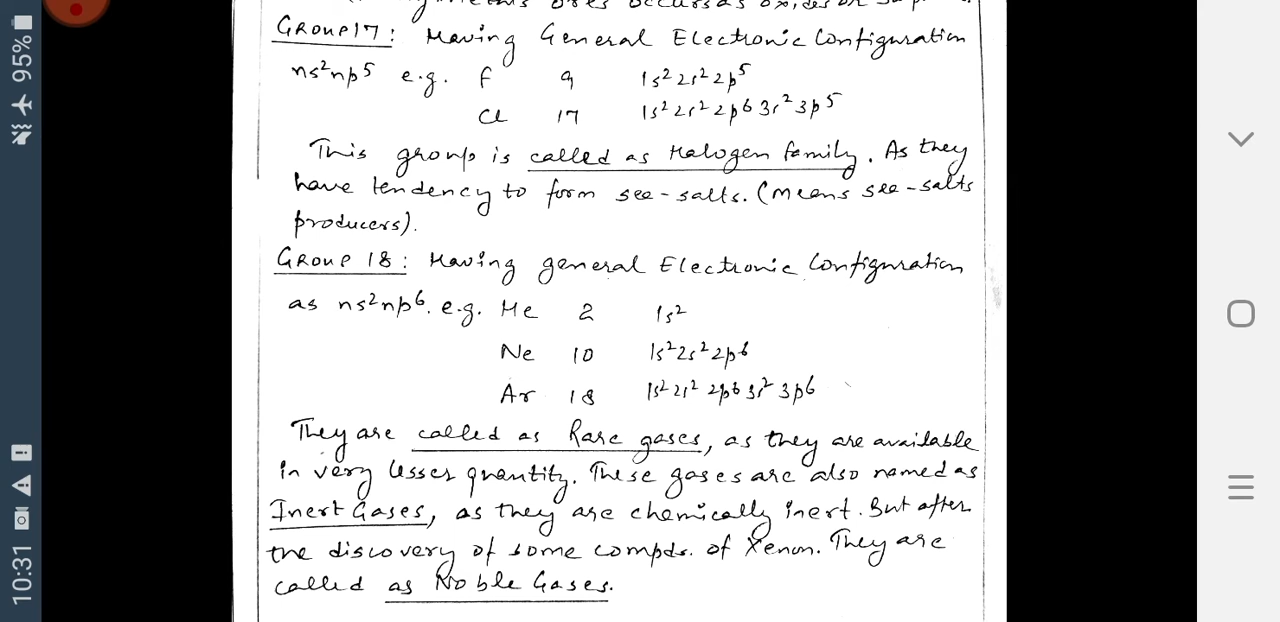 GROUP 17: Having General Electronic Configuration
ns²np5 e.g. F 9 1s² 2s² 2p5
Cl 17 1s² 2s² 2p6 3s² 3p5
This group is called as Halogen family. As they
have tendency to form see-salts. (means see-salts
producers).
GROUP 18: Having general Electronic Configuration
as ns²np6. e.g. He 2 1s²
Ne 10 1s² 2s² 2p6
Ar 18 1s² 2s² 2p6 3s² 3p6
They are called as Rare gases, as they are available
in very lesser quantity. These gases are also named as
Inert Gases, as they are chemically inert. But after
the discovery of some compds. of Xenon. They are
called as Noble Gases.
95%
10:31